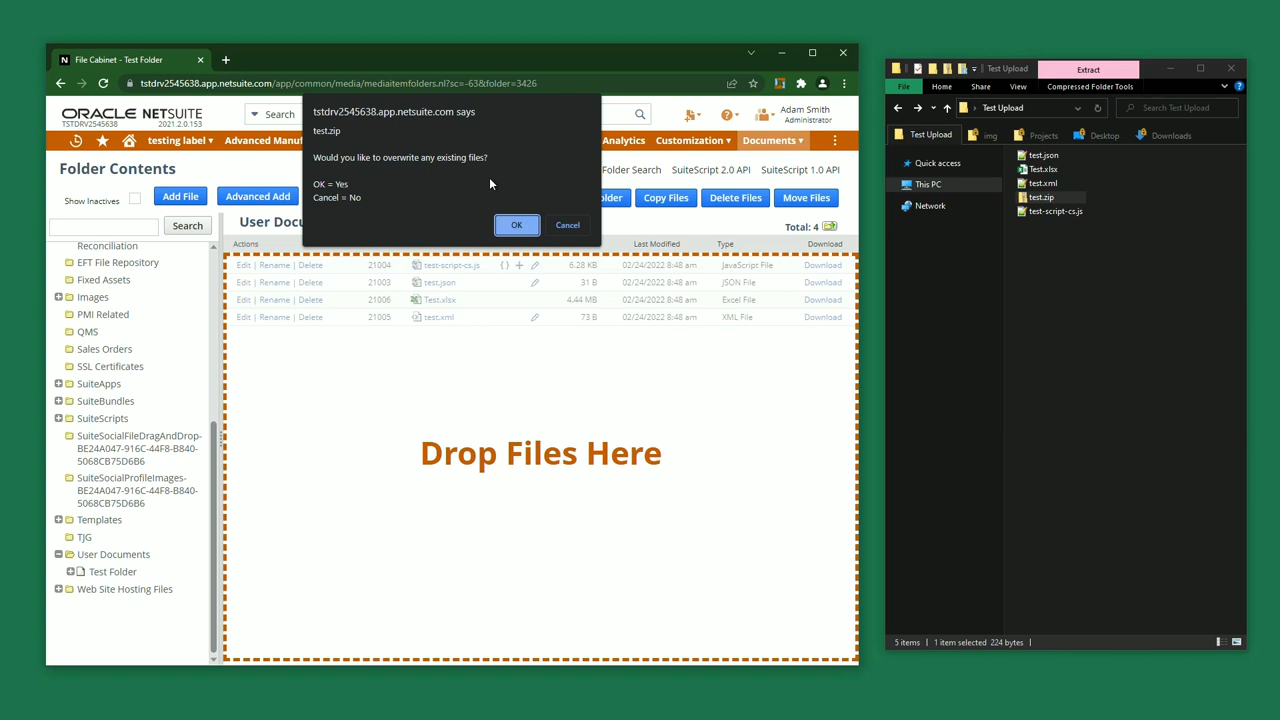 File Cabinet - Test Folder
tstdrv2545638.app.netsuite.com/app/common/media/mediaitemfolders.nl?sc=-63&folder=3426
ORACLE NETSUITE
TSTDRV2545638 2021.2.0.153
Search
Adam Smith
Administrator
testing label Advanced Manuf Analytics Customization Documents
Folder Contents
Folder Search SuiteScript 2.0 API SuiteScript 1.0 API
Show Inactives
Add File Advanced Add older Copy Files Delete Files Move Files
Search
User Docu
Total: 4
tstdrv2545638.app.netsuite.com says
test.zip
Would you like to overwrite any existing files?
OK = Yes
Cancel = No
OK Cancel
Actions Last Modified Type Download
Edit | Rename | Delete 21004 test-script-cs.js { } + 6.28 KB 02/24/2022 8:48 am JavaScript File Download
Edit | Rename | Delete 21003 test.json 31 B 02/24/2022 8:48 am JSON File Download
Edit | Rename | Delete 21006 Test.xlsx 4.44 MB 02/24/2022 8:48 am Excel File Download
Edit | Rename | Delete 21005 test.xml 73 B 02/24/2022 8:48 am XML File Download
Drop Files Here
Reconciliation
EFT File Repository
Fixed Assets
Images
PMI Related
QMS
Sales Orders
SSL Certificates
SuiteApps
SuiteBundles
SuiteScripts
SuiteSocialFileDragAndDrop-
BE24A047-916C-44F8-B840-
5068CB75D6B6
SuiteSocialProfileImages-
BE24A047-916C-44F8-B840-
5068CB75D6B6
Templates
TJG
User Documents
Test Folder
Web Site Hosting Files
Test Upload Extract
File Home Share View Compressed Folder Tools
Test Upload Search Test Upload
Test Upload img Projects Desktop Downloads
Quick access
This PC
Network
test.json
Test.xlsx
test.xml
test.zip
test-script-cs.js
5 items 1 item selected 224 bytes